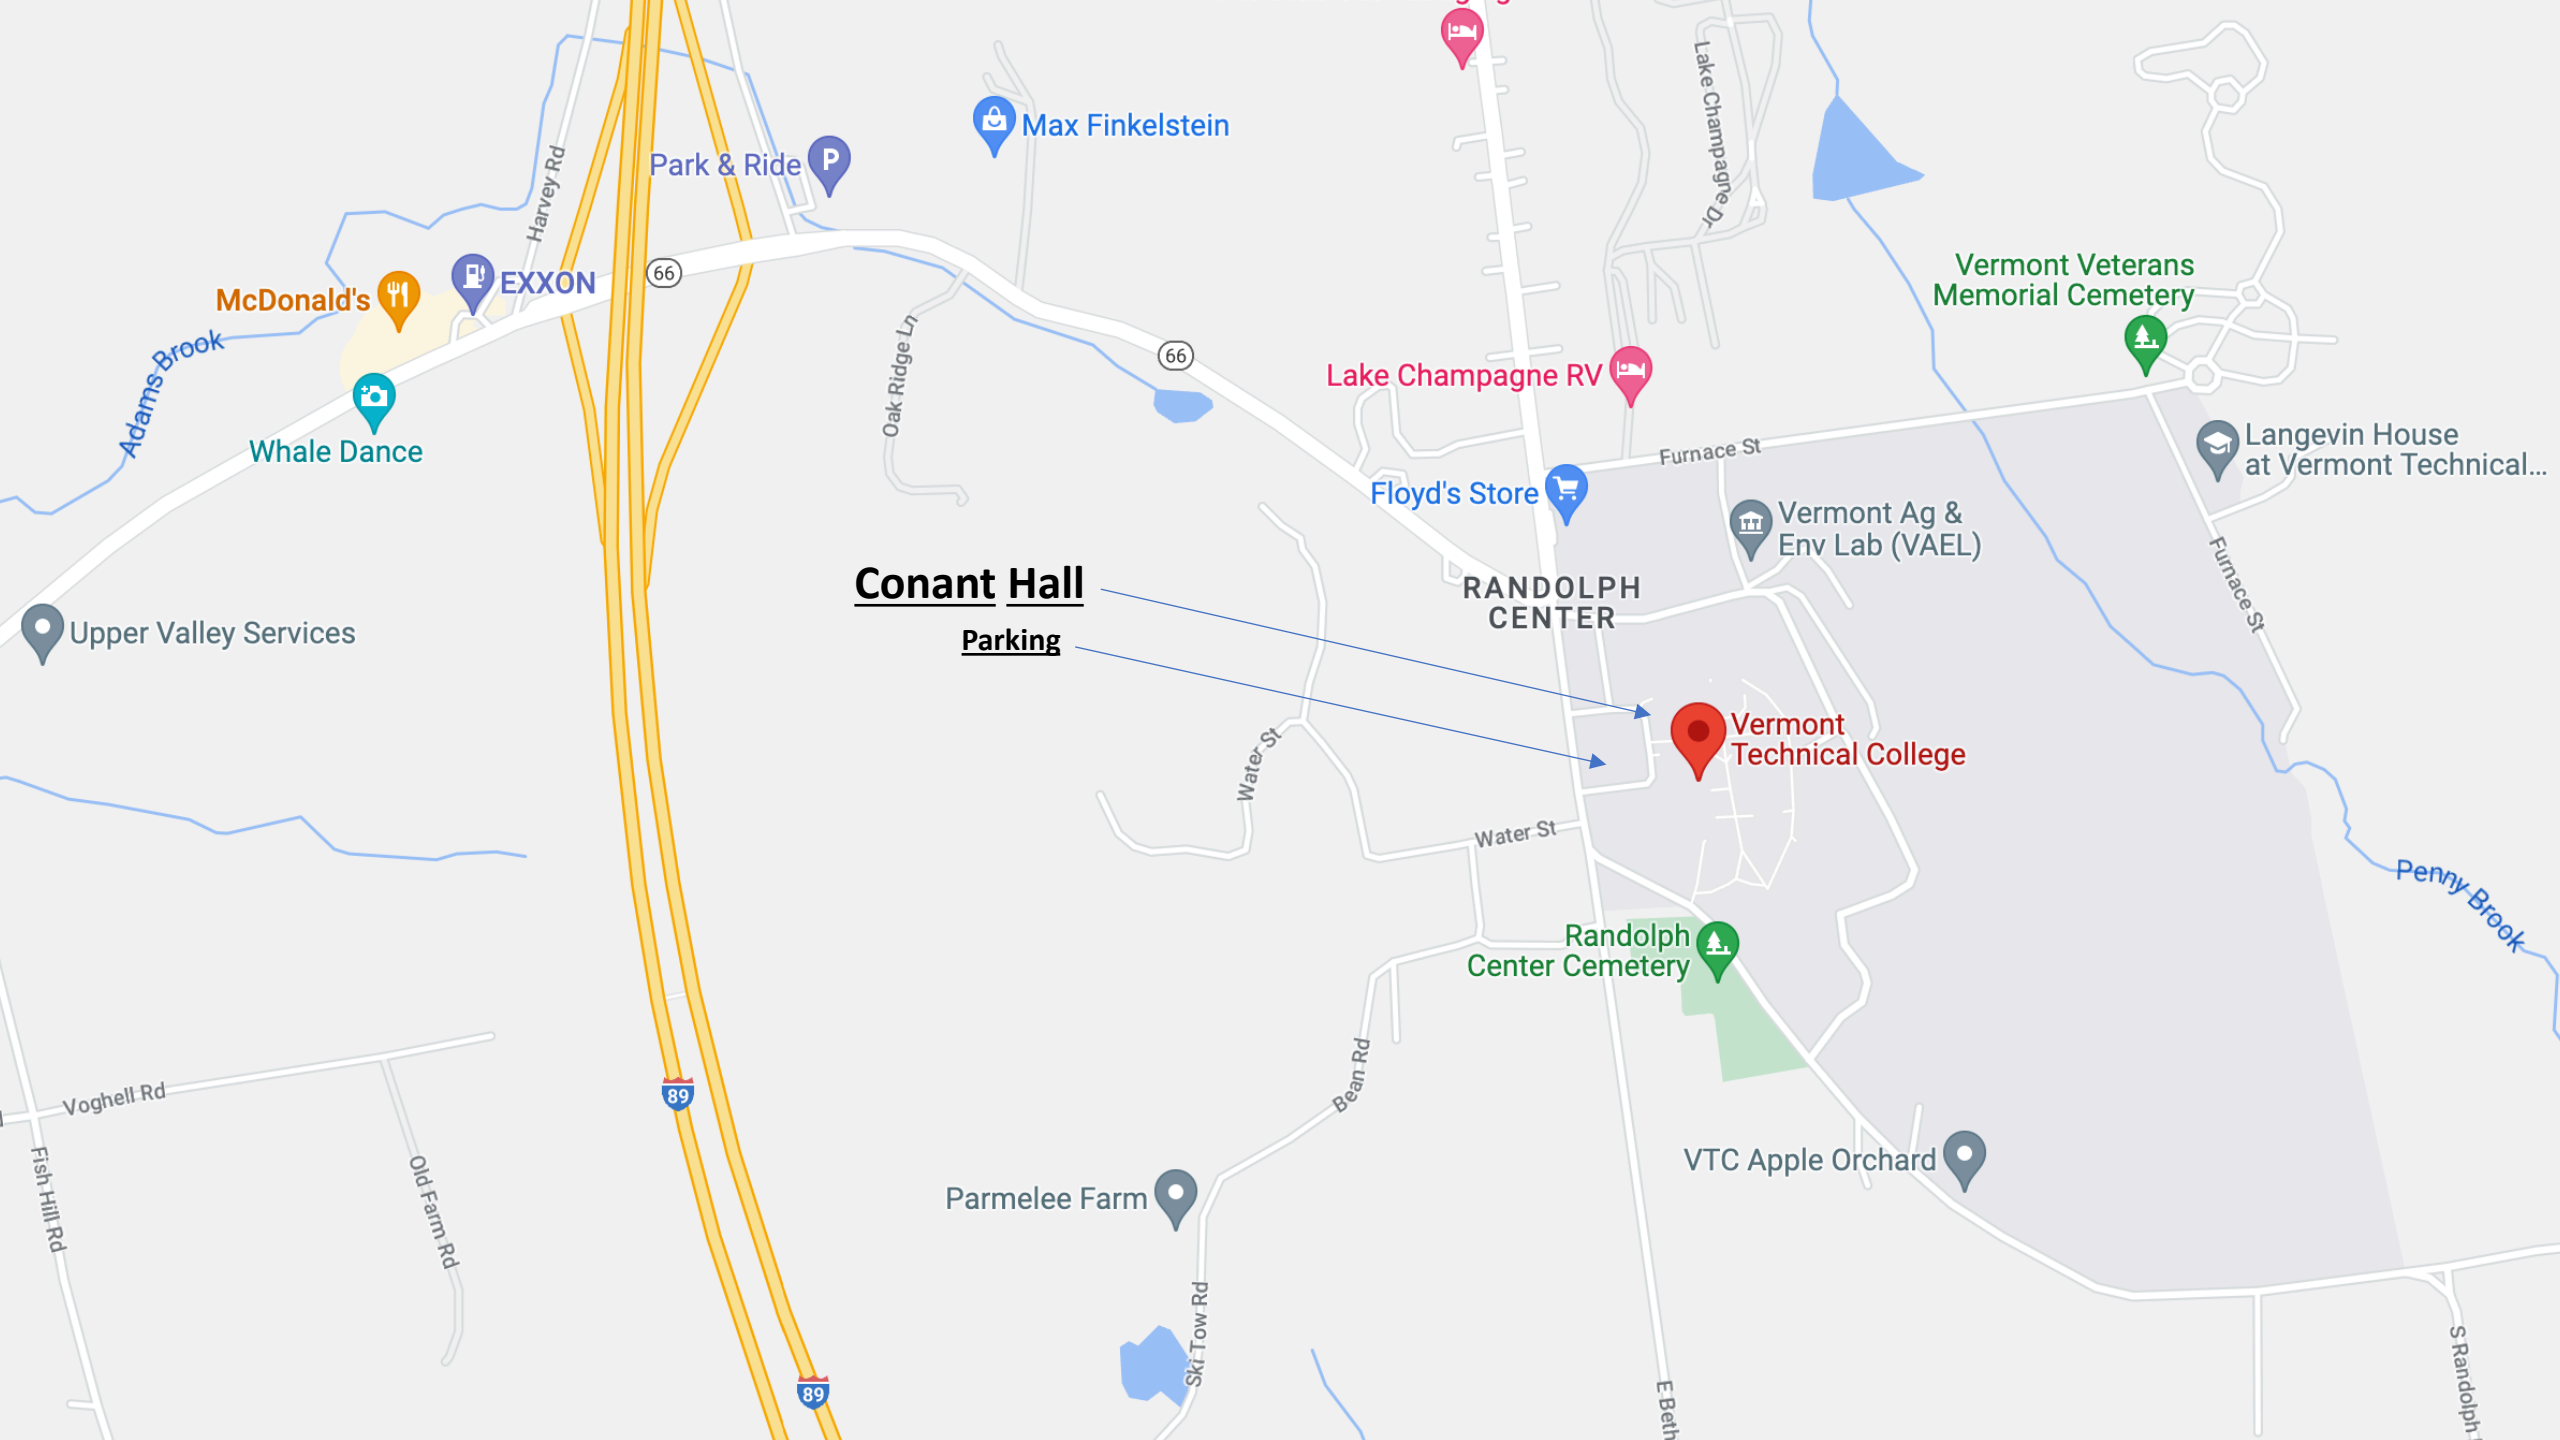 Harvey Rd
Park & Ride
P
Max Finkelstein
Lake Champagne Dr
McDonald's
EXXON
66
Adams Brook
Whale Dance
Oak Ridge Ln
66
Lake Champagne RV
Vermont Veterans
Memorial Cemetery
Furnace St
Floyd's Store
Langevin House
at Vermont Technical...
Vermont Ag &
Env Lab (VAEL)
Furnace St
Conant Hall
RANDOLPH
CENTER
Parking
Upper Valley Services
Water St
Vermont
Technical College
Water St
Penny Brook
Randolph
Center Cemetery
89
Voghell Rd
Bean Rd
Fish Hill Rd
Old Farm Rd
Parmelee Farm
VTC Apple Orchard
Ski Tow Rd
89
E Beth
S Randolph